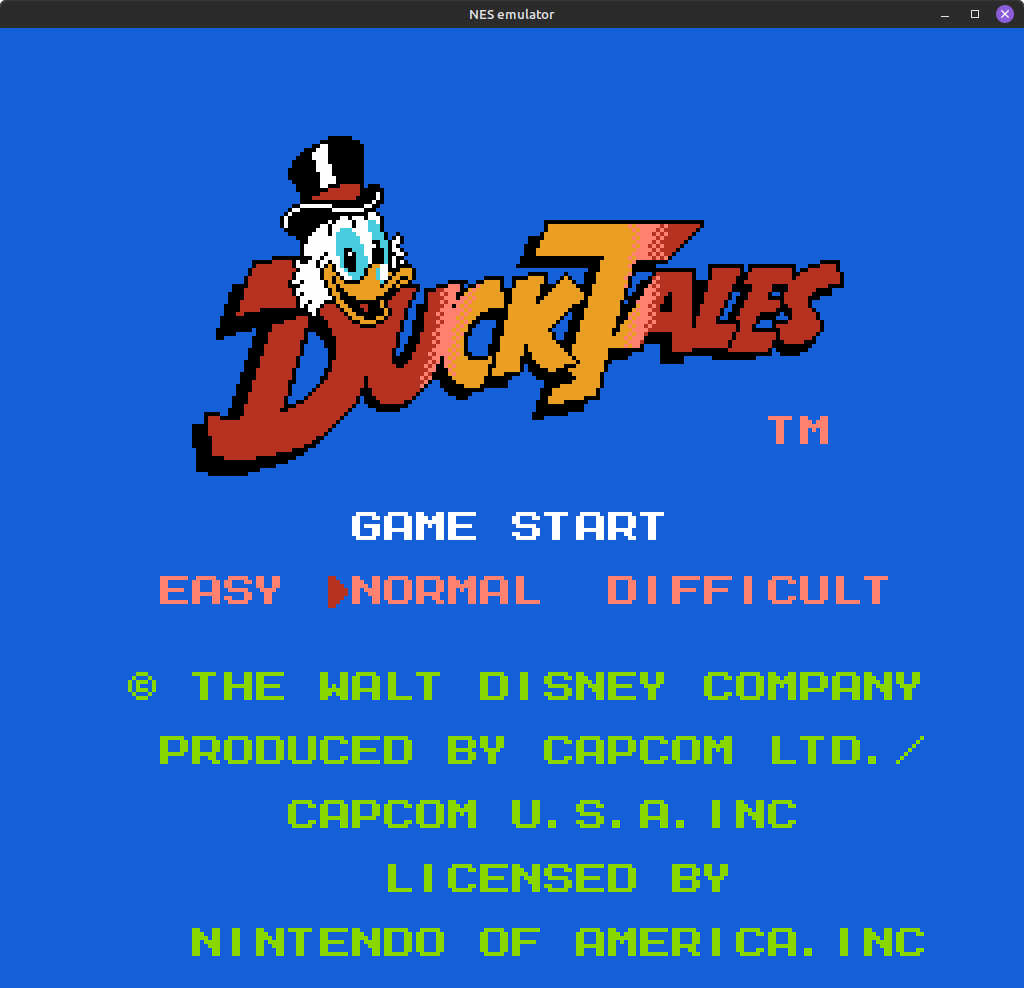 NES emulator
DUCKTALES
TM
GAME START
EASY NORMAL DIFFICULT
© THE WALT DISNEY COMPANY
PRODUCED BY CAPCOM LTD./
CAPCOM U.S.A.INC
LICENSED BY
NINTENDO OF AMERICA.INC